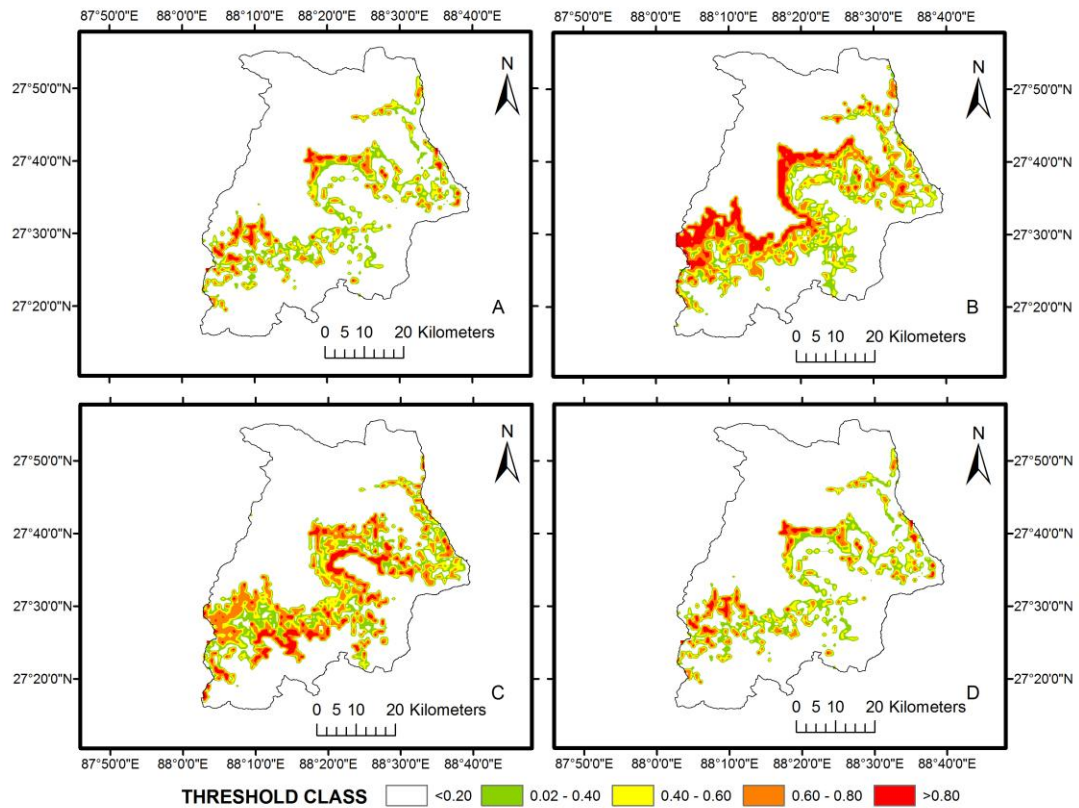 87°50'0"E 88°0'0"E 88°10'0"E 88°20'0"E 88°30'0"E 88°40'0"E
87°50'0"E 88°0'0"E 88°10'0"E 88°20'0"E 88°30'0"E 88°40'0"E
N
N
27°50'0"N
27°50'0"N
27°40'0"N
27°40'0"N
27°30'0"N
27°30'0"N
27°20'0"N
27°20'0"N
0 5 10 20 Kilometers
A
0 5 10 20 Kilometers
B
N
N
27°50'0"N
27°50'0"N
27°40'0"N
27°40'0"N
27°30'0"N
27°30'0"N
27°20'0"N
27°20'0"N
C
0 5 10 20 Kilometers
D
0 5 10 20 Kilometers
87°50'0"E 88°0'0"E 88°10'0"E 88°20'0"E 88°30'0"E 88°40'0"E
87°50'0"E 88°0'0"E 88°10'0"E 88°20'0"E 88°30'0"E 88°40'0"E
THRESHOLD CLASS <0.20 0.02 - 0.40 0.40 - 0.60 0.60 - 0.80 >0.80